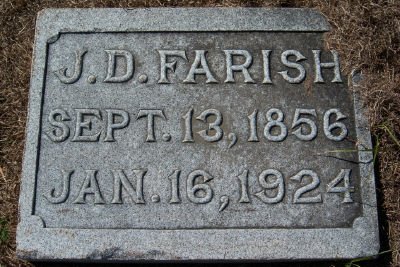 J.D. FARISH
SEPT. 13, 1856
JAN. 16, 1924